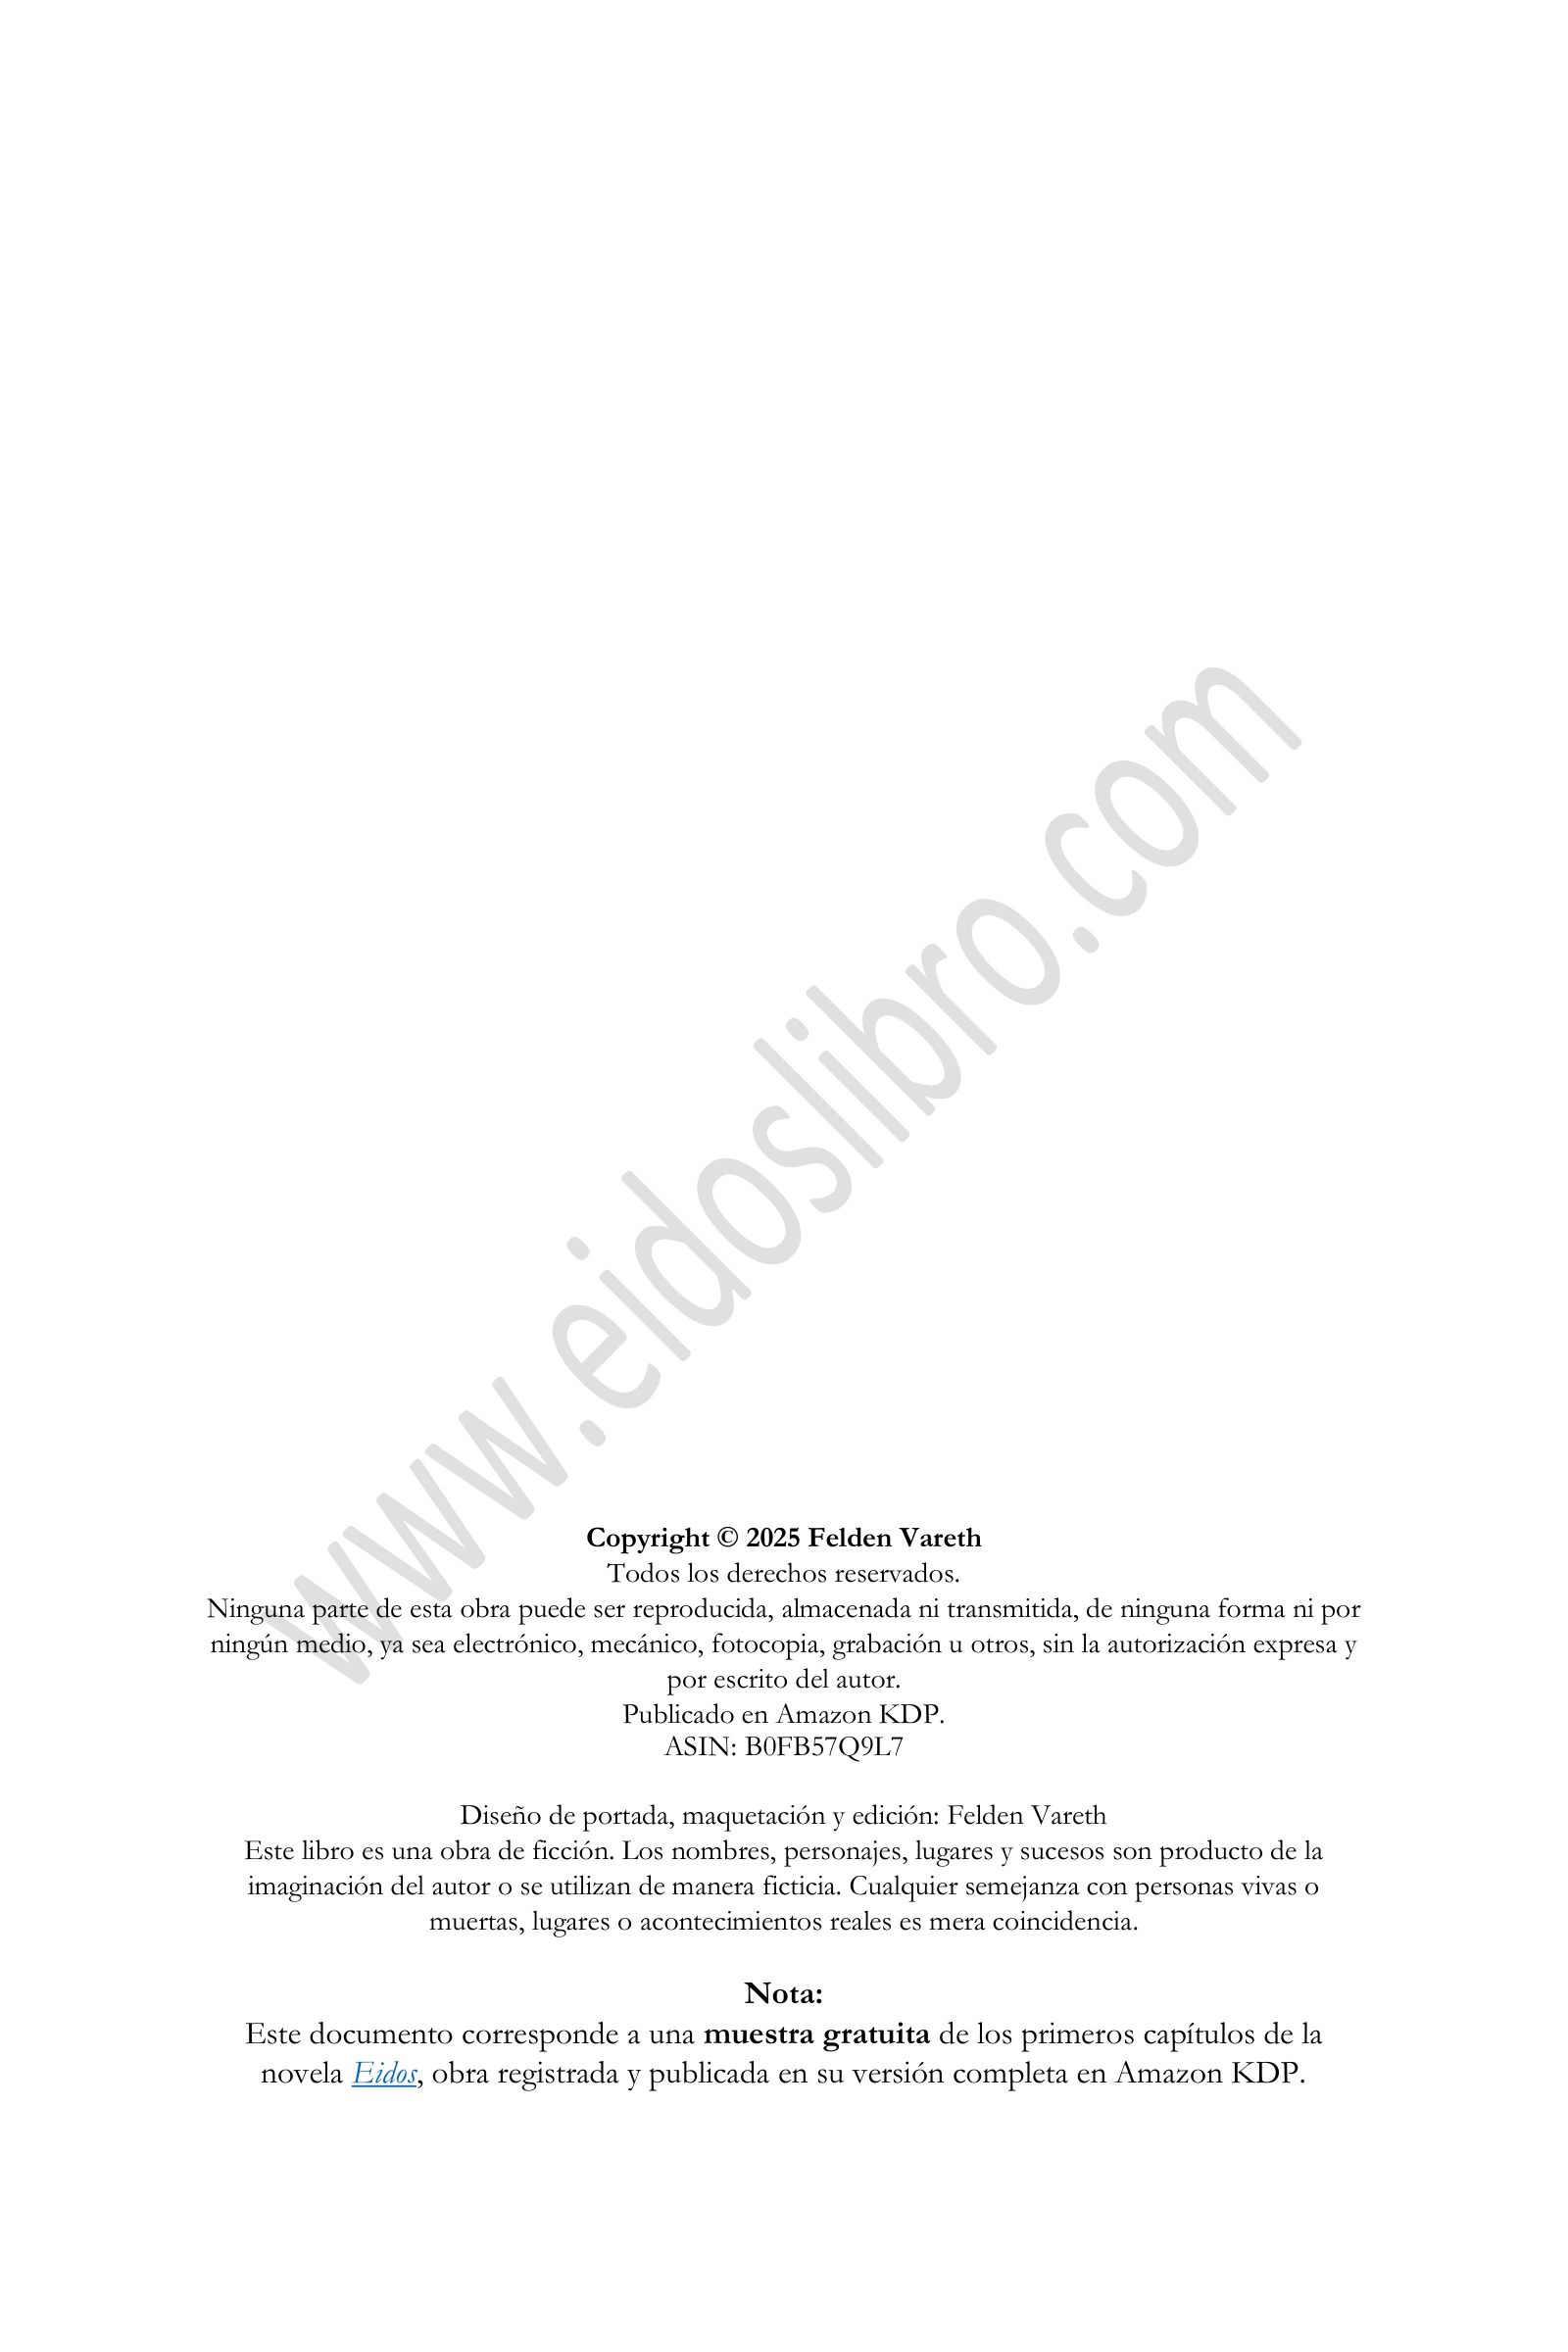 www.eidoslibro.com
Copyright © 2025 Felden Vareth
Todos los derechos reservados.
Ninguna parte de esta obra puede ser reproducida, almacenada ni transmitida, de ninguna forma ni por
ningún medio, ya sea electrónico, mecánico, fotocopia, grabación u otros, sin la autorización expresa y
por escrito del autor.
Publicado en Amazon KDP.
ASIN: B0FB57Q9L7
Diseño de portada, maquetación y edición: Felden Vareth
Este libro es una obra de ficción. Los nombres, personajes, lugares y sucesos son producto de la
imaginación del autor o se utilizan de manera ficticia. Cualquier semejanza con personas vivas o
muertas, lugares o acontecimientos reales es mera coincidencia.
Nota:
Este documento corresponde a una muestra gratuita de los primeros capítulos de la
novela Eidos, obra registrada y publicada en su versión completa en Amazon KDP.